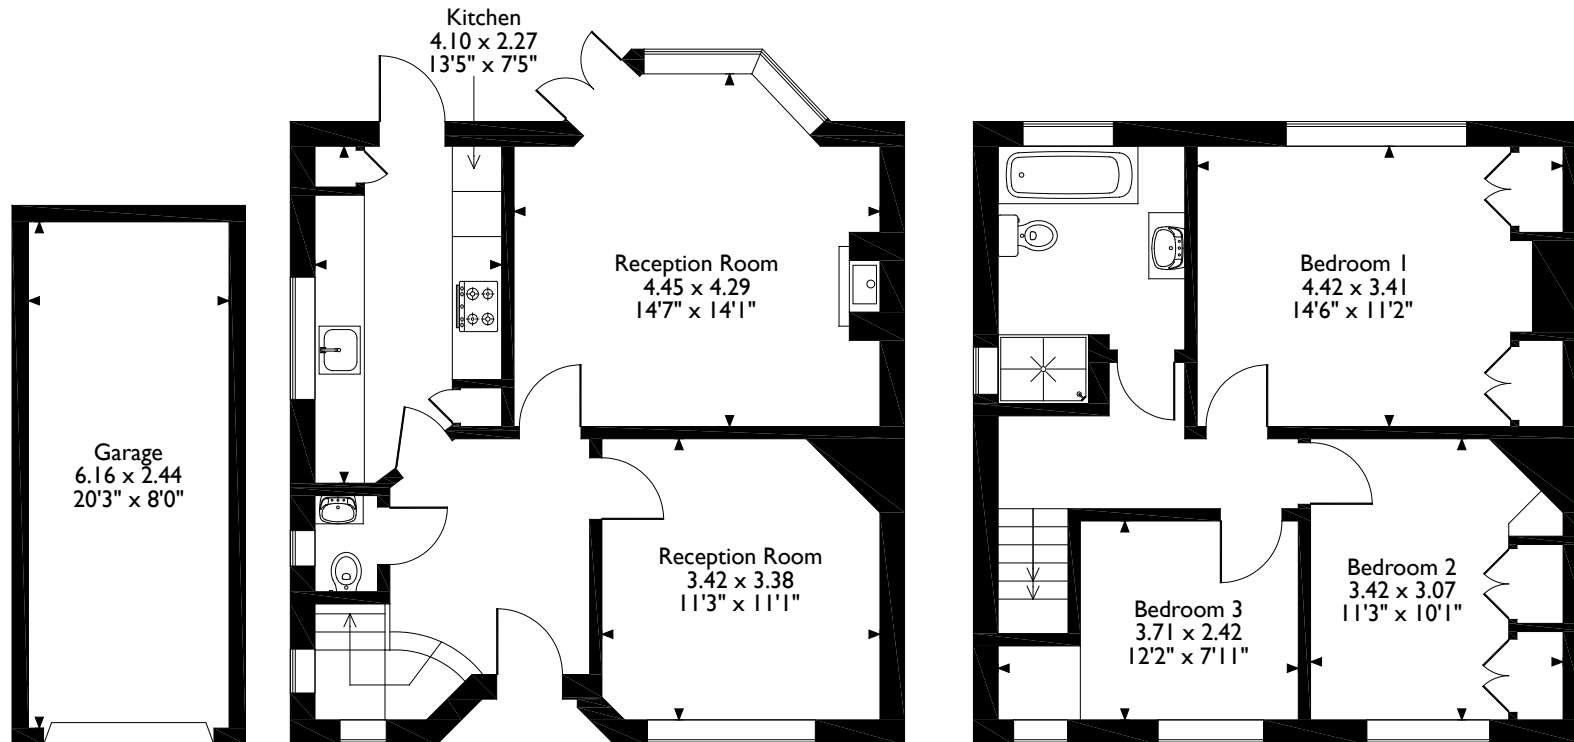 Kitchen
4.10 x 2.27
13'5" x 7'5"
Reception Room
4.45 x 4.29
14'7" x 14'1"
Bedroom 1
4.42 x 3.41
14'6" x 11'2"
Garage
6.16 x 2.44
20'3" x 8'0"
Reception Room
3.42 x 3.38
11'3" x 11'1"
Bedroom 2
3.42 x 3.07
11'3" x 10'1"
Bedroom 3
3.71 x 2.42
12'2" x 7'11"